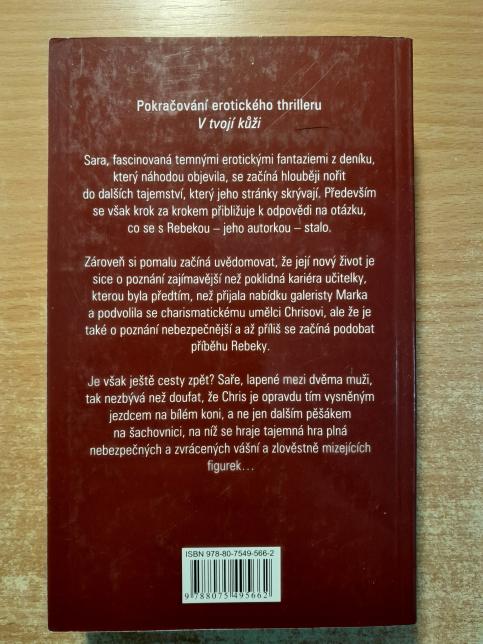 Pokračování erotického thrilleru
V tvojí kůži
Sara, fascinovaná temnými erotickými fantaziemi z deníku,
který náhodou objevila, se začíná hlouběji nořit
do dalších tajemství, který jeho stránky skrývají. Především
se však krok za krokem přibližuje k odpovědi na otázku,
co se s Rebekou – jeho autorkou – stalo.
Zároveň si pomalu začíná uvědomovat, že její nový život je
sice o poznání zajímavější než poklidná kariéra učitelky,
kterou byla předtím, než přijala nabídku galeristy Marka
a podvolila se charismatickému umělci Chrisovi, ale že je
také o poznání nebezpečnější a až příliš se začíná podobat
příběhu Rebeky.
Je však ještě cesty zpět? Saře, lapené mezi dvěma muži,
tak nezbývá než doufat, že Chris je opravdu tím vysněným
jezdcem na bílém koni, a ne jen dalším pěšákem
na šachovnici, na níž se hraje tajemná hra plná
nebezpečných a zvrácených vášní a zlověstně mizejících
figurek…
ISBN 978-80-7549-566-2
9 788075 495662